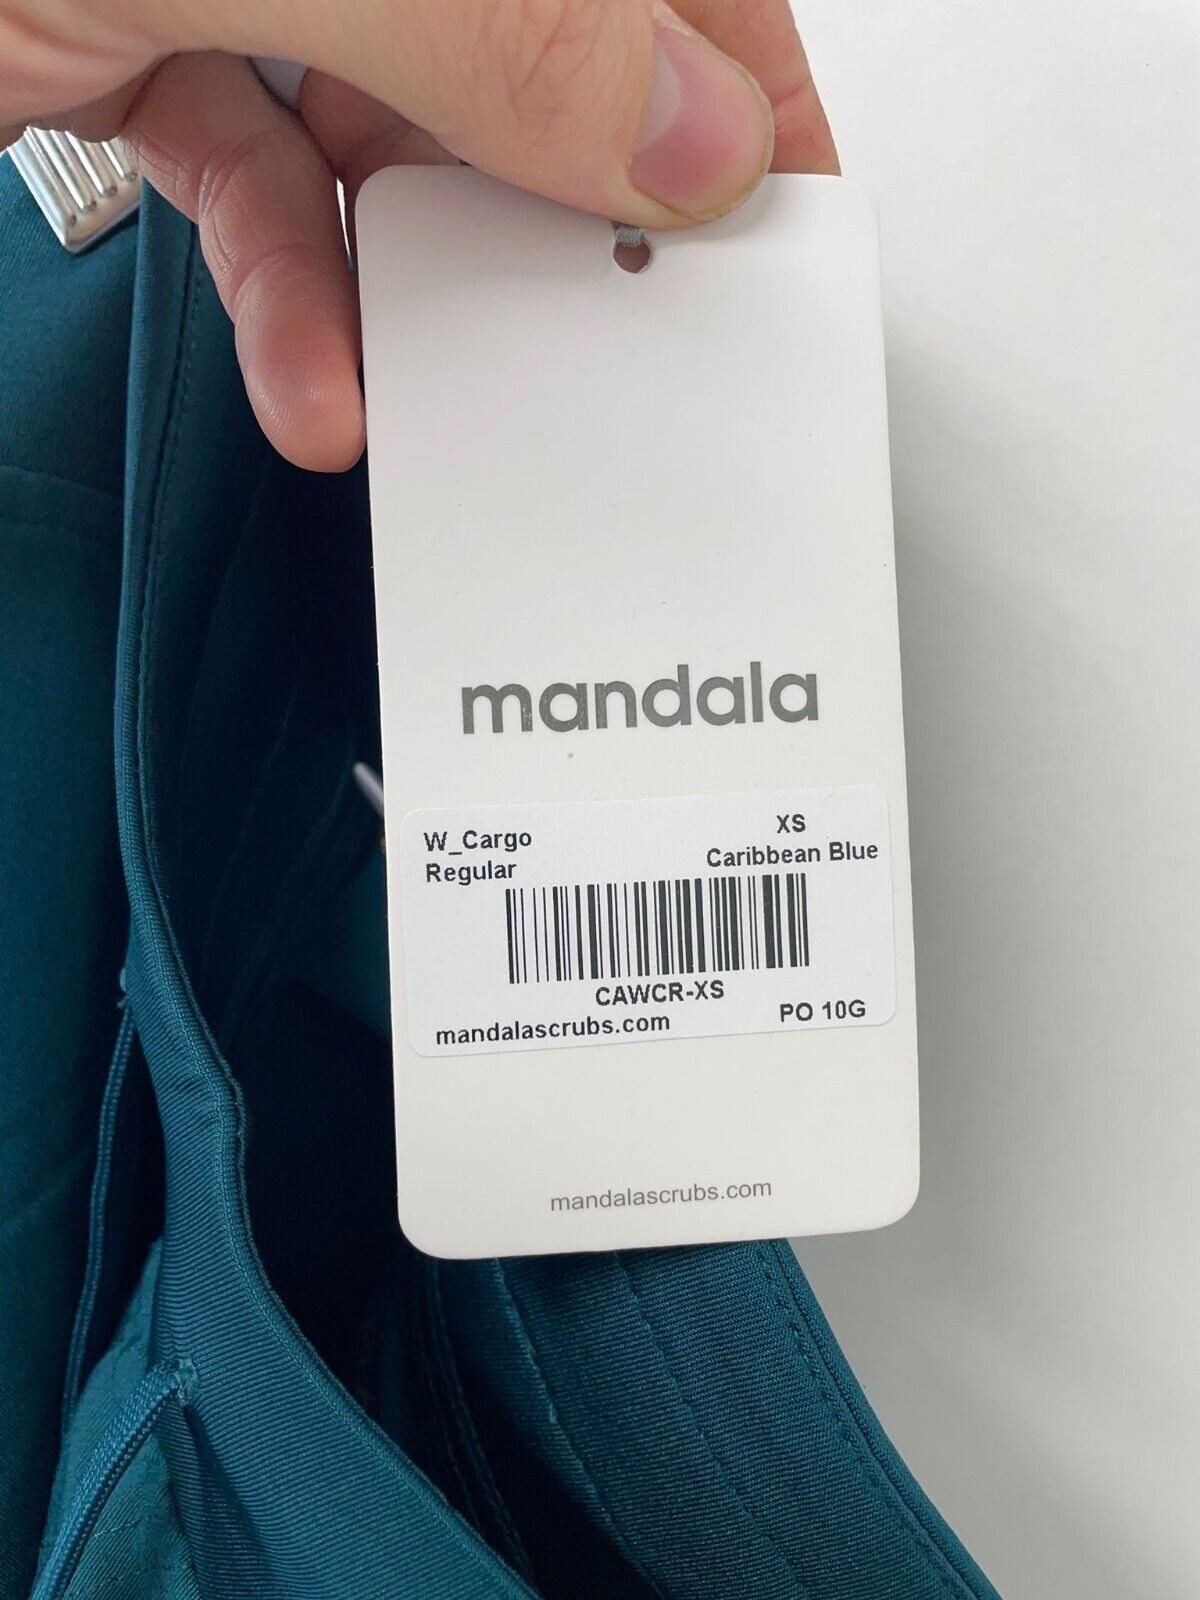 mandala
W_Cargo
XS
Regular
Caribbean Blue
CAWCR-XS
mandalascrubs.com
PO 10G
mandalascrubs.com